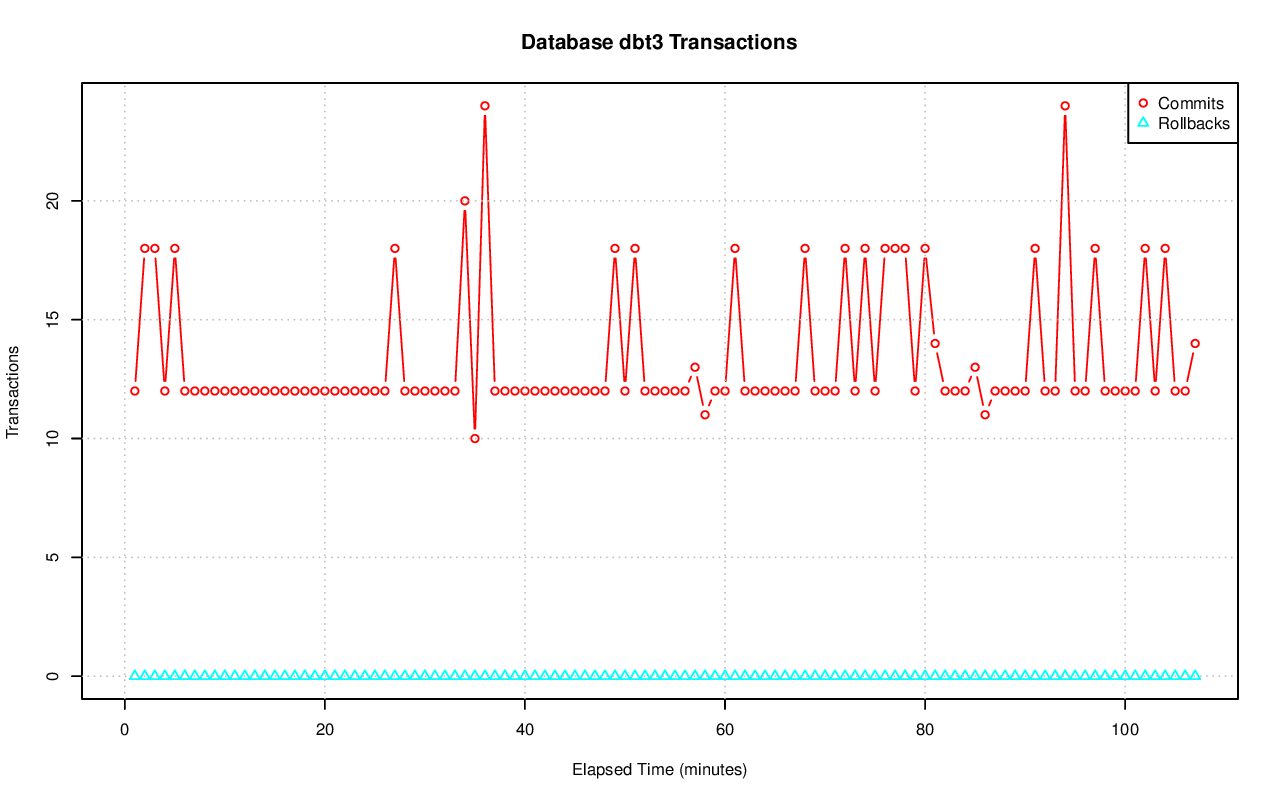 Database dbt3 Transactions
Commits
Rollbacks
Transactions
20
15
10
5
0
0 20 40 60 80 100
Elapsed Time (minutes)